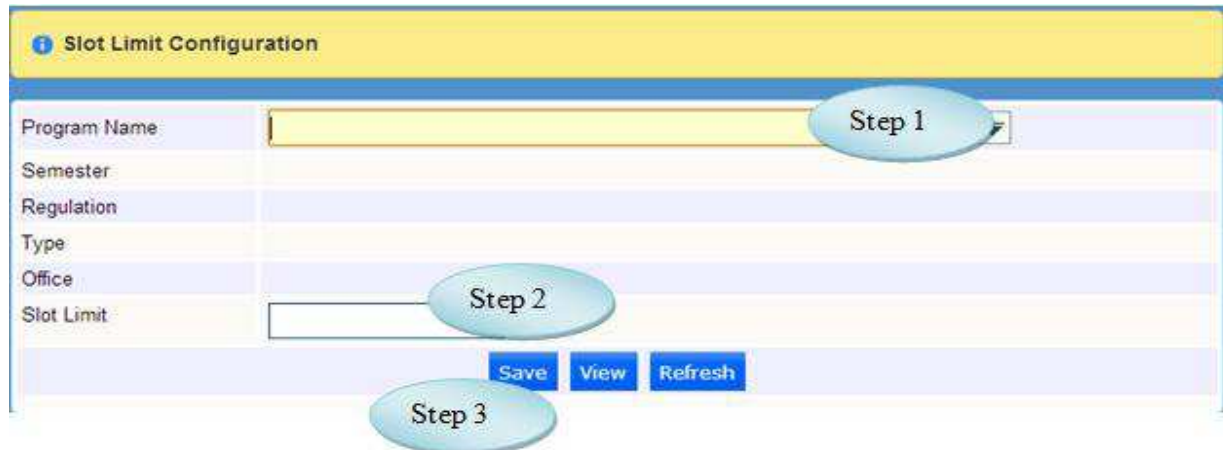 Slot Limit Configuration
Program Name
Step 1
Semester
Regulation
Type
Office
Step 2
Slot Limit
Save View Refresh
Step 3